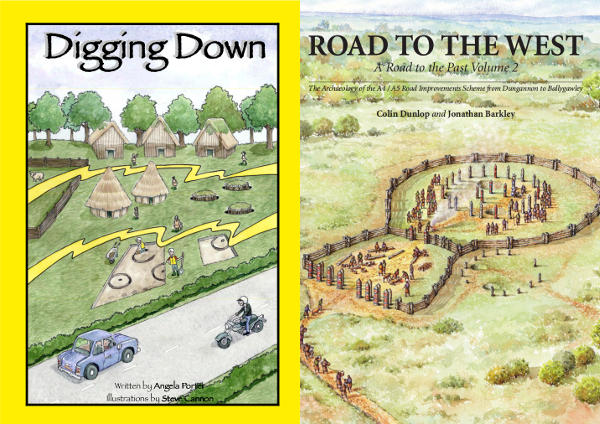 Digging Down
Written by Angela Porter
Illustrations by Steve Cannon
ROAD TO THE WEST
A Road to the Past Volume 2
The Archaeology of the A4 / A5 Road Improvements Scheme from Dungannon to Ballygawley
Colin Dunlop and Jonathan Barkley